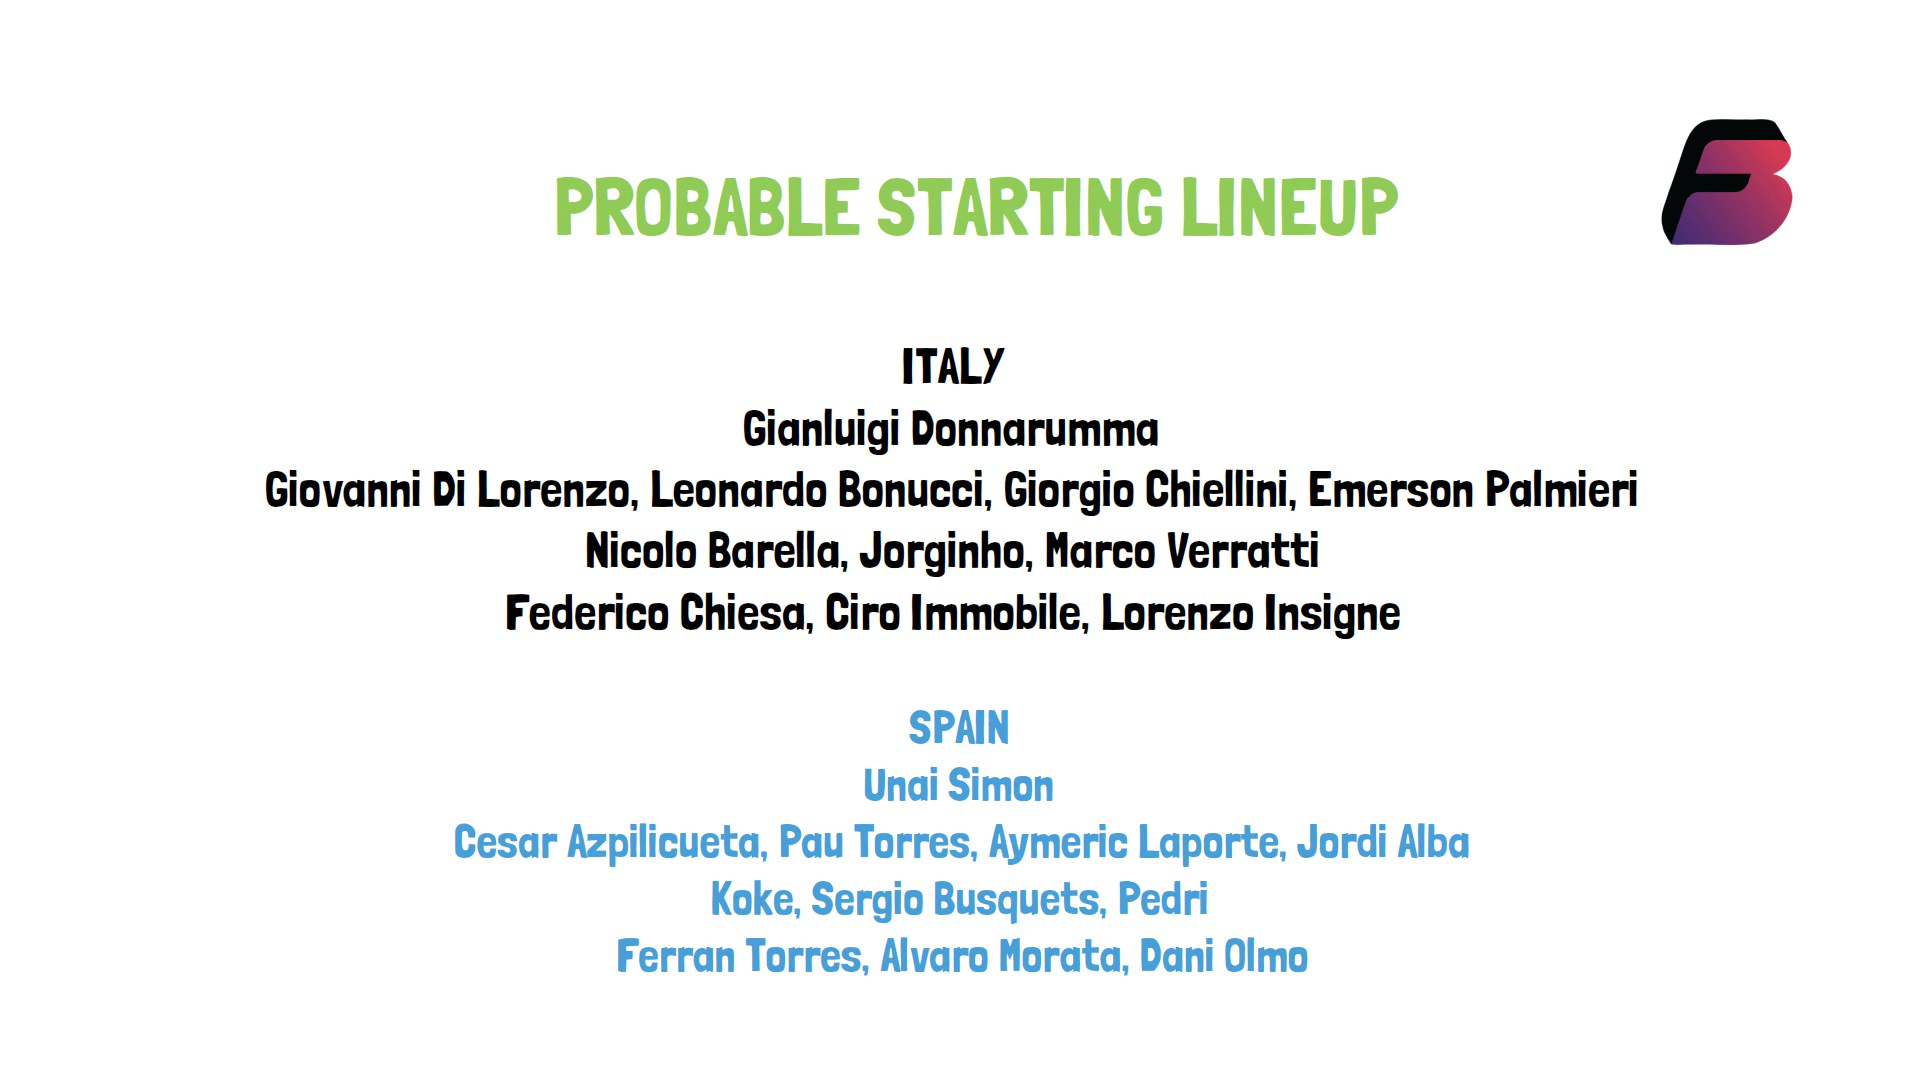 PROBABLE STARTING LINEUP
ITALY
Gianluigi Donnarumma
Giovanni Di Lorenzo, Leonardo Bonucci, Giorgio Chiellini, Emerson Palmieri
Nicolo Barella, Jorginho, Marco Verratti
Federico Chiesa, Ciro Immobile, Lorenzo Insigne
SPAIN
Unai Simon
Cesar Azpilicueta, Pau Torres, Aymeric Laporte, Jordi Alba
Koke, Sergio Busquets, Pedri
Ferran Torres, Alvaro Morata, Dani Olmo